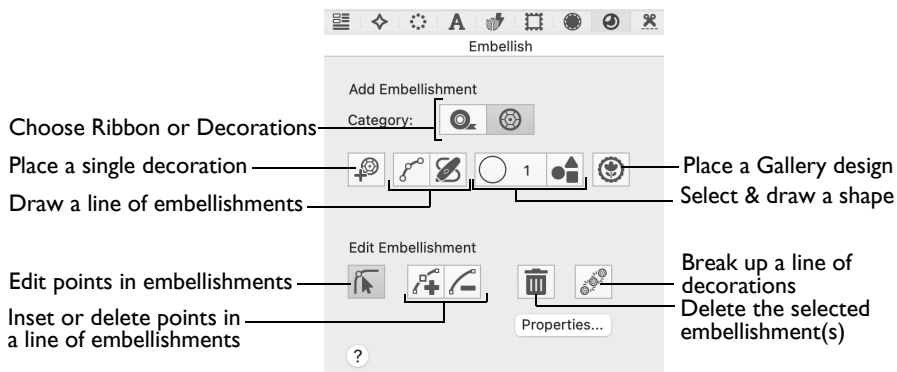 A
Embellish
Add Embellishment
Category:
Choose Ribbon or Decorations
Place a single decoration
Draw a line of embellishments
1
Place a Gallery design
Select & draw a shape
Edit Embellishment
Edit points in embellishments
Inset or delete points in
a line of embellishments
Break up a line of
decorations
Delete the selected
embellishment(s)
Properties...
?